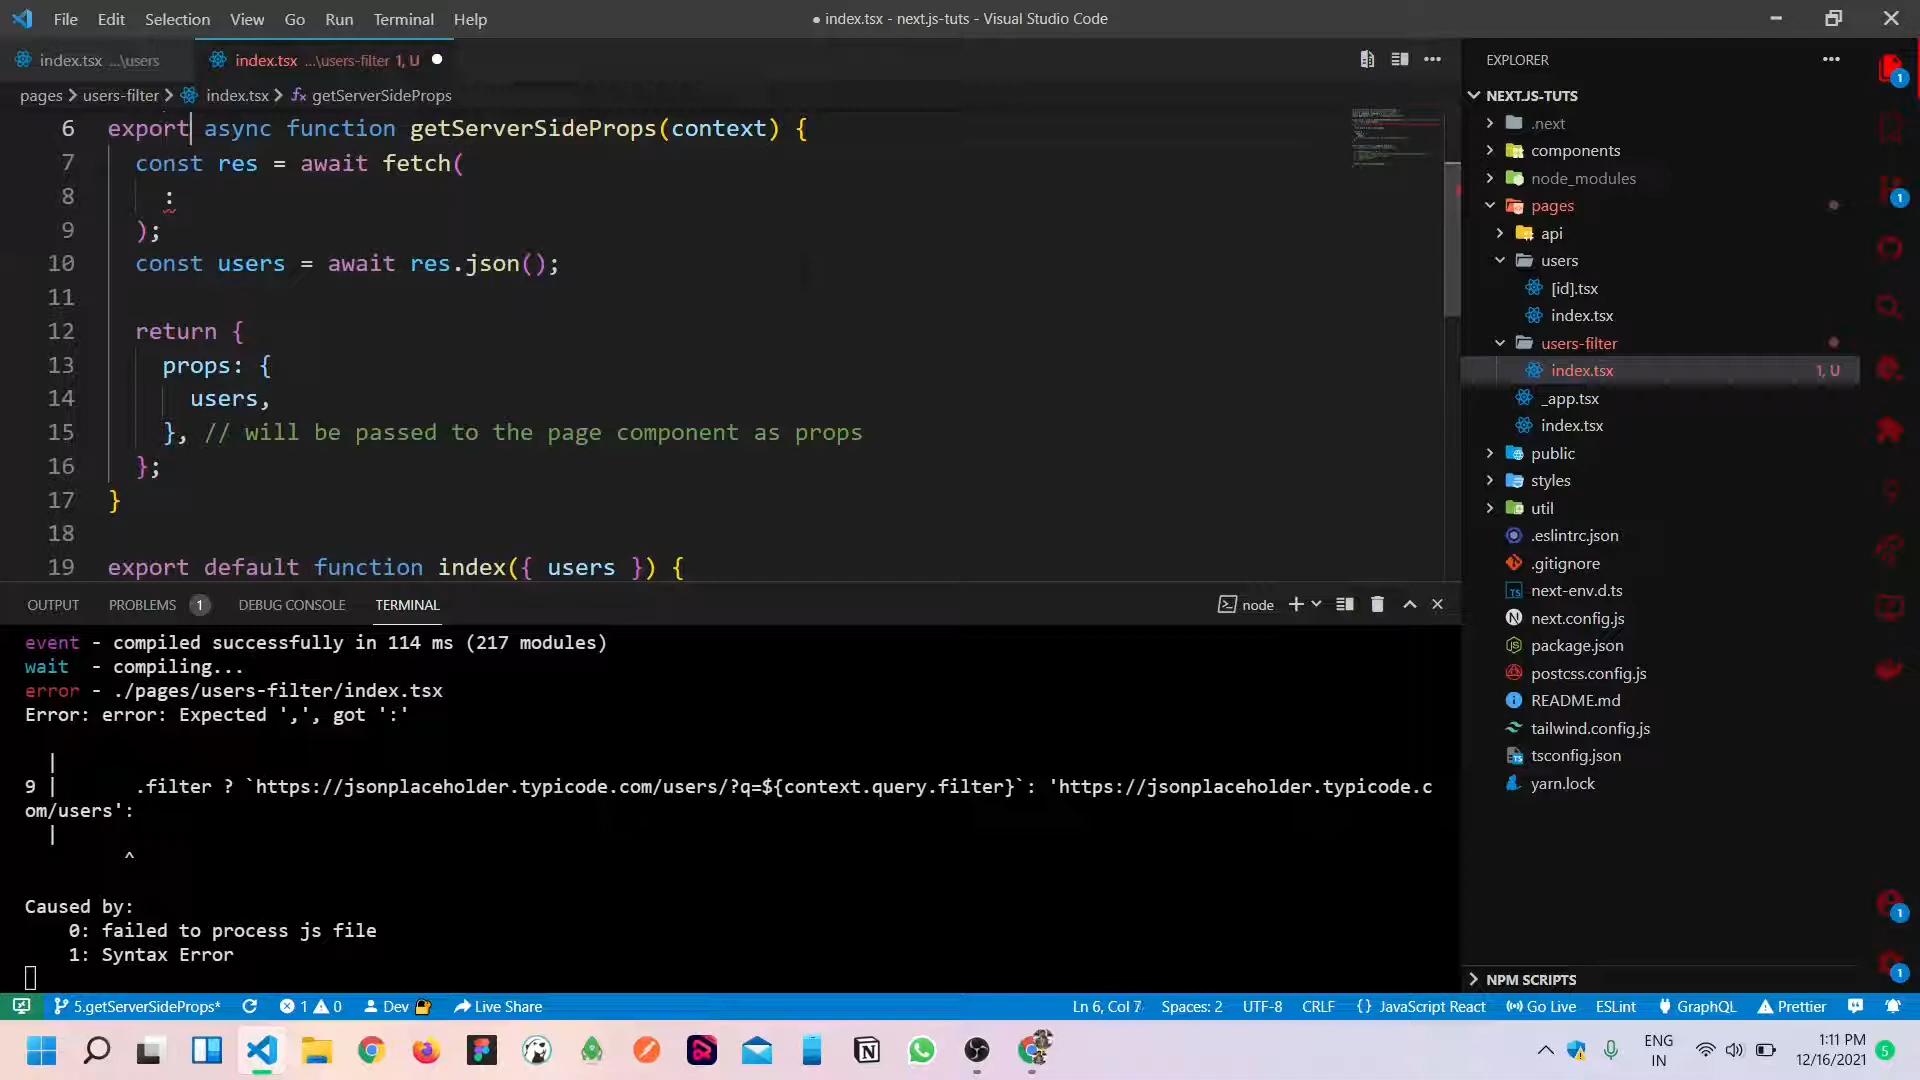 File Edit Selection View Go Run Terminal Help
● index.tsx - next.js-tuts - Visual Studio Code
index.tsx ...\users
index.tsx ...\users-filter 1, U
pages > users-filter > index.tsx > getServerSideProps
6 export async function getServerSideProps(context) {
7 const res = await fetch(
8 :
9 );
10 const users = await res.json();
11
12 return {
13 props: {
14 users,
15 }, // will be passed to the page component as props
16 };
17 }
18
19 export default function index({ users }) {
OUTPUT PROBLEMS 1 DEBUG CONSOLE TERMINAL
node
event - compiled successfully in 114 ms (217 modules)
wait - compiling...
error - ./pages/users-filter/index.tsx
Error: error: Expected ',', got ':'
|
9 | .filter ? `https://jsonplaceholder.typicode.com/users/?q=${context.query.filter}`: 'https://jsonplaceholder.typicode.c
om/users':
|
^
Caused by:
0: failed to process js file
1: Syntax Error
EXPLORER
NEXT.JS-TUTS
.next
components
node_modules
pages
api
users
[id].tsx
index.tsx
users-filter
index.tsx 1, U
_app.tsx
index.tsx
public
styles
util
.eslintrc.json
.gitignore
next-env.d.ts
next.config.js
package.json
postcss.config.js
README.md
tailwind.config.js
tsconfig.json
yarn.lock
NPM SCRIPTS
1
1
1
1
5.getServerSideProps* 1 0 Dev Live Share
Ln 6, Col 7 Spaces: 2 UTF-8 CRLF {} JavaScript React Go Live ESLint GraphQL Prettier
ENG
IN
1:11 PM
12/16/2021
5